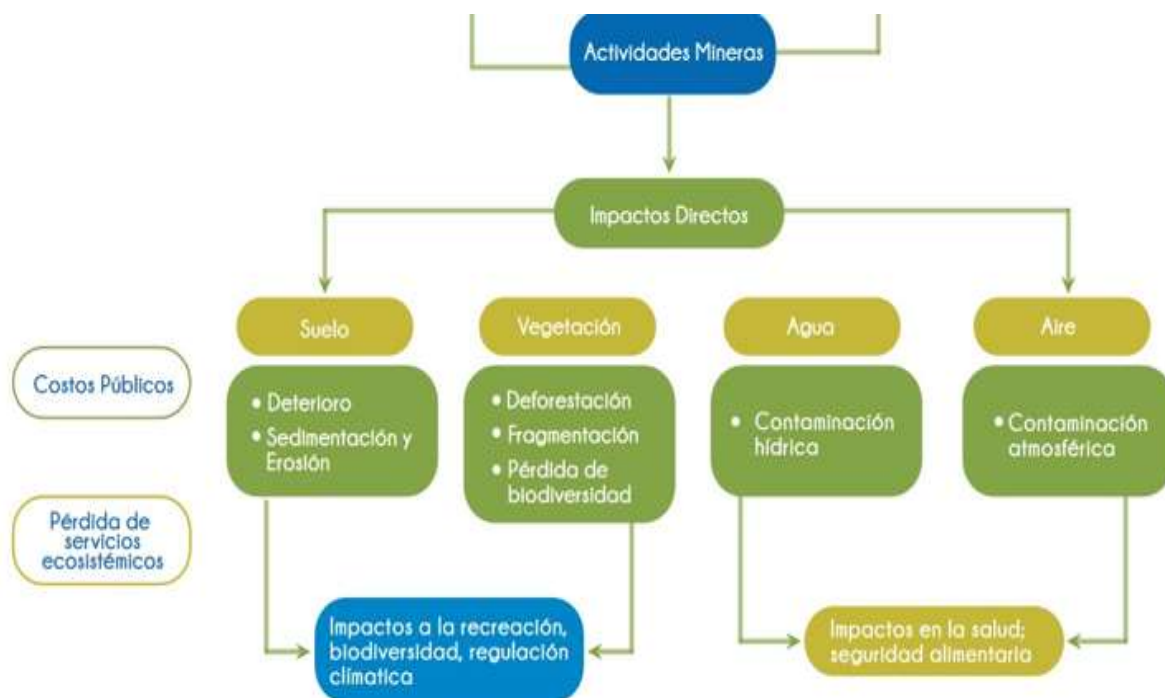 Actividades Mineras
Impactos Directos
Suelo
Vegetación
Agua
Aire
Costos Públicos
• Deterioro
• Sedimentación y
Erosión
• Deforestación
• Fragmentación
• Pérdida de
biodiversidad
• Contaminación
hídrica
• Contaminación
atmosférica
Pérdida de
servicios
ecosistémicos
Impactos a la recreación,
biodiversidad, regulación
clímatica
Impactos en la salud;
seguridad alimentaria